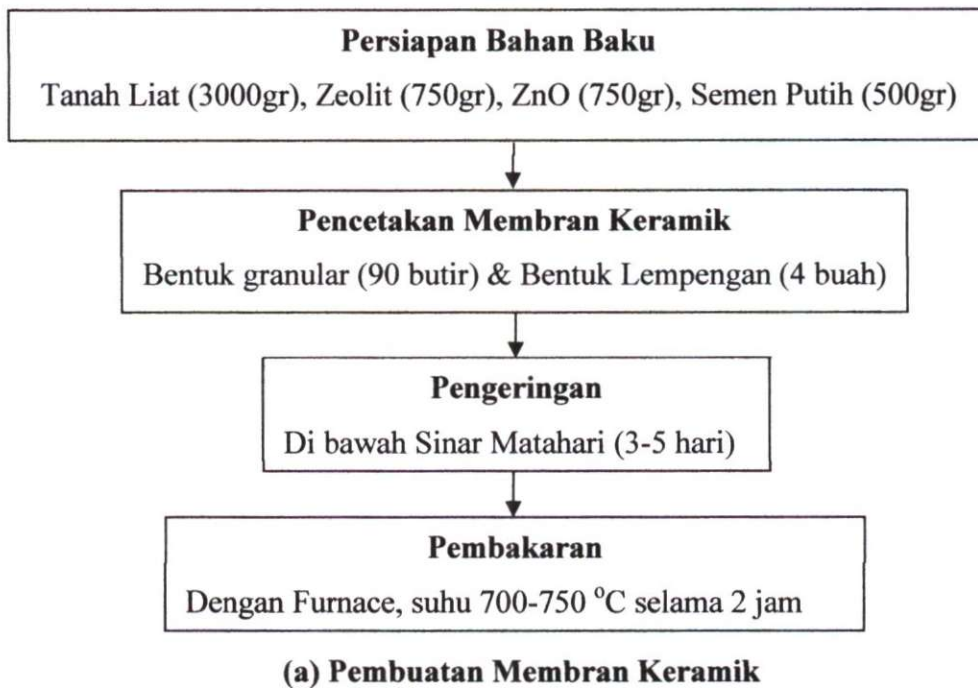 Persiapan Bahan Baku
Tanah Liat (3000gr), Zeolit (750gr), ZnO (750gr), Semen Putih (500gr)
Pencetakan Membran Keramik
Bentuk granular (90 butir) & Bentuk Lempengan (4 buah)
Pengeringan
Di bawah Sinar Matahari (3-5 hari)
Pembakaran
Dengan Furnace, suhu 700-750 °C selama 2 jam
(a) Pembuatan Membran Keramik